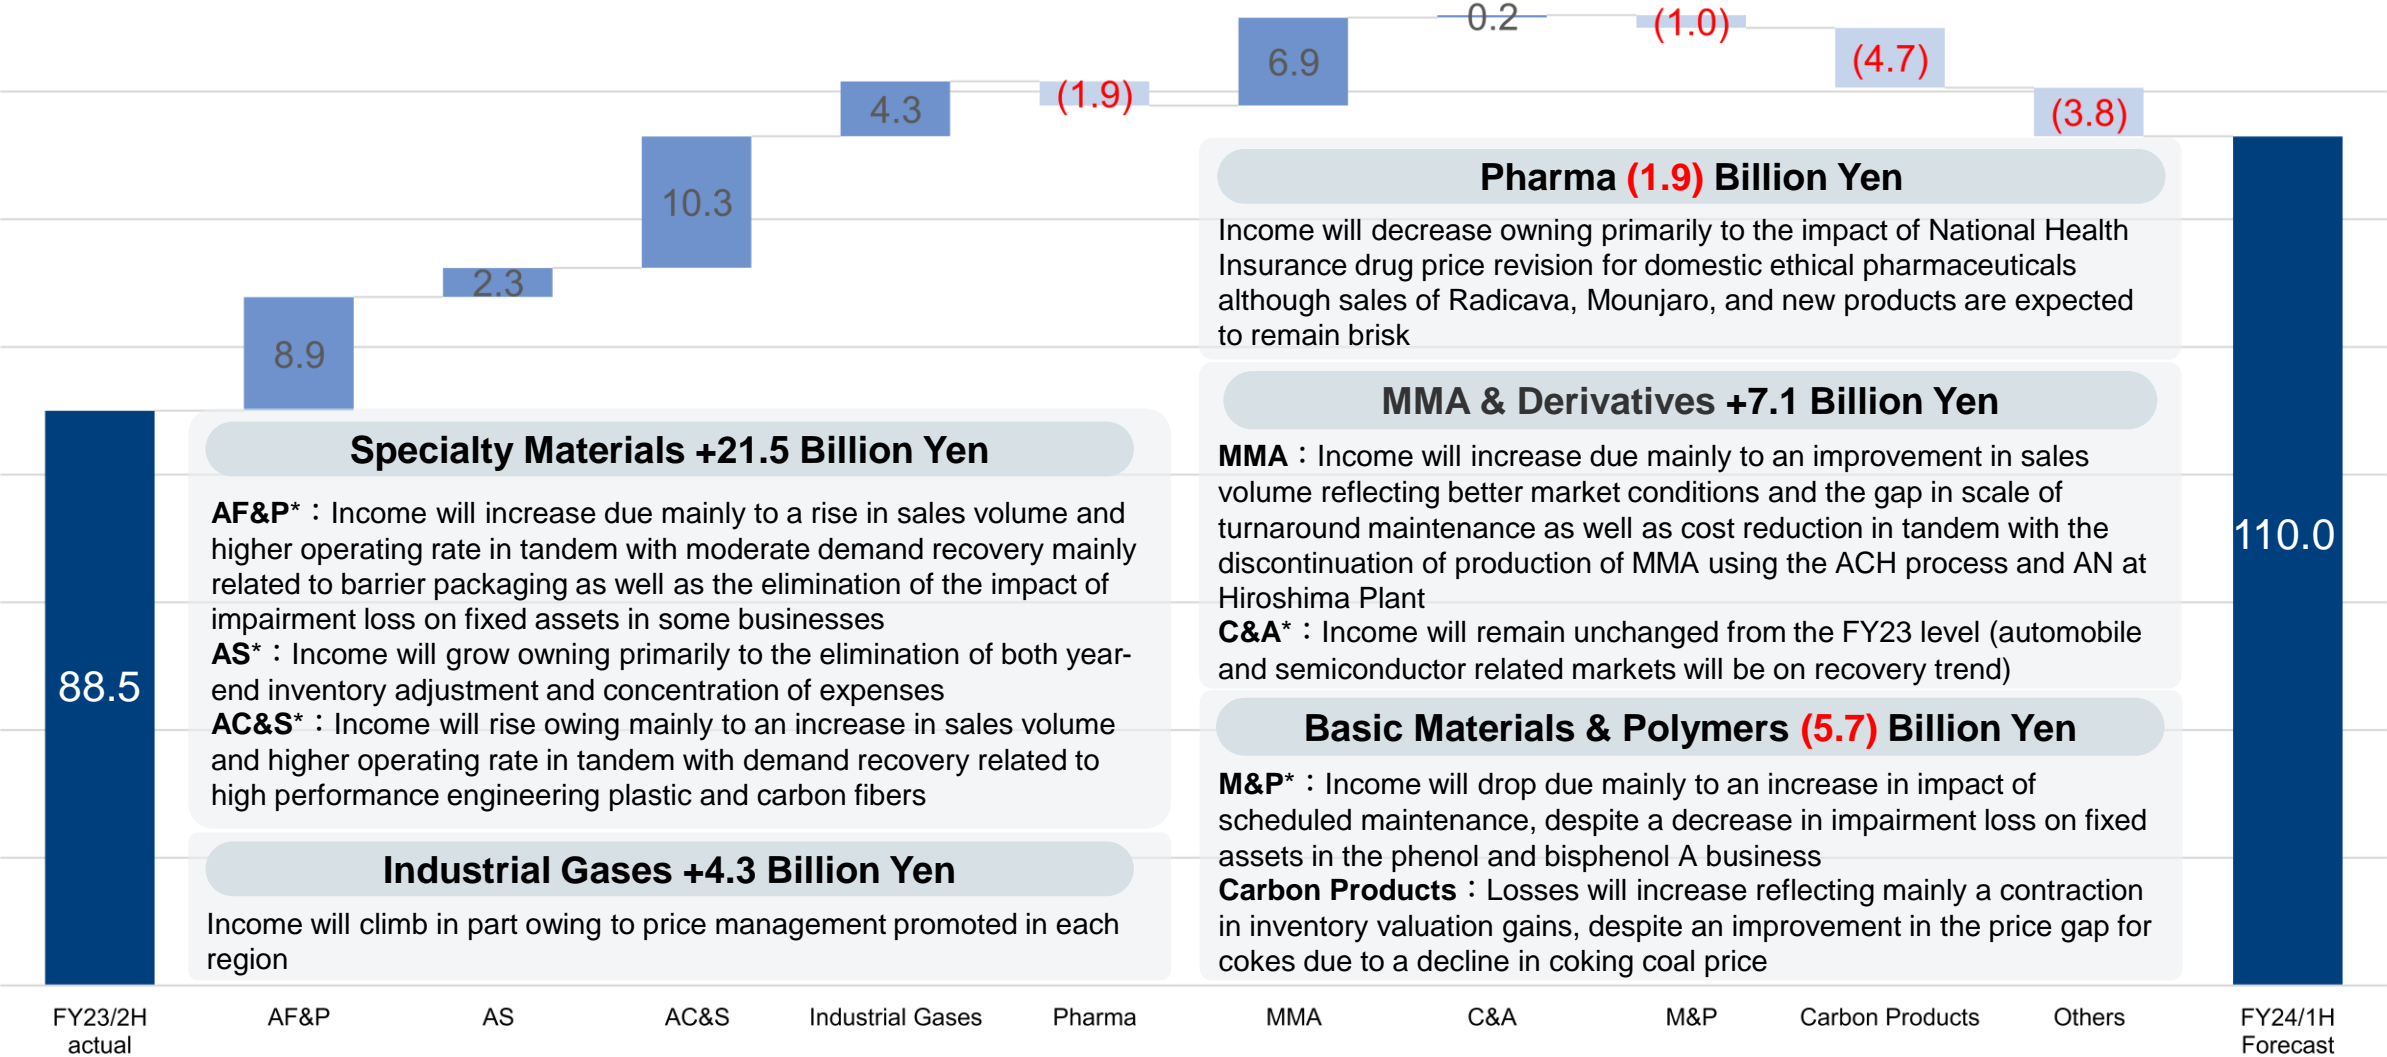 8.9
2.3
10.3
4.3
(1.9)
6.9
0.2
(1.0)
(4.7)
(3.8)
88.5
110.0
Specialty Materials +21.5 Billion Yen
AF&P*：Income will increase due mainly to a rise in sales volume and
higher operating rate in tandem with moderate demand recovery mainly
related to barrier packaging as well as the elimination of the impact of
impairment loss on fixed assets in some businesses
AS*：Income will grow owning primarily to the elimination of both year-
end inventory adjustment and concentration of expenses
AC&S*：Income will rise owing mainly to an increase in sales volume
and higher operating rate in tandem with demand recovery related to
high performance engineering plastic and carbon fibers
Industrial Gases +4.3 Billion Yen
Income will climb in part owing to price management promoted in each
region
Pharma (1.9) Billion Yen
Income will decrease owning primarily to the impact of National Health
Insurance drug price revision for domestic ethical pharmaceuticals
although sales of Radicava, Mounjaro, and new products are expected
to remain brisk
MMA & Derivatives +7.1 Billion Yen
MMA：Income will increase due mainly to an improvement in sales
volume reflecting better market conditions and the gap in scale of
turnaround maintenance as well as cost reduction in tandem with the
discontinuation of production of MMA using the ACH process and AN at
Hiroshima Plant
C&A*：Income will remain unchanged from the FY23 level (automobile
and semiconductor related markets will be on recovery trend)
Basic Materials & Polymers (5.7) Billion Yen
M&P*：Income will drop due mainly to an increase in impact of
scheduled maintenance, despite a decrease in impairment loss on fixed
assets in the phenol and bisphenol A business
Carbon Products：Losses will increase reflecting mainly a contraction
in inventory valuation gains, despite an improvement in the price gap for
cokes due to a decline in coking coal price
FY23/2H
actual
AF&P
AS
AC&S
Industrial Gases
Pharma
MMA
C&A
M&P
Carbon Products
Others
FY24/1H
Forecast